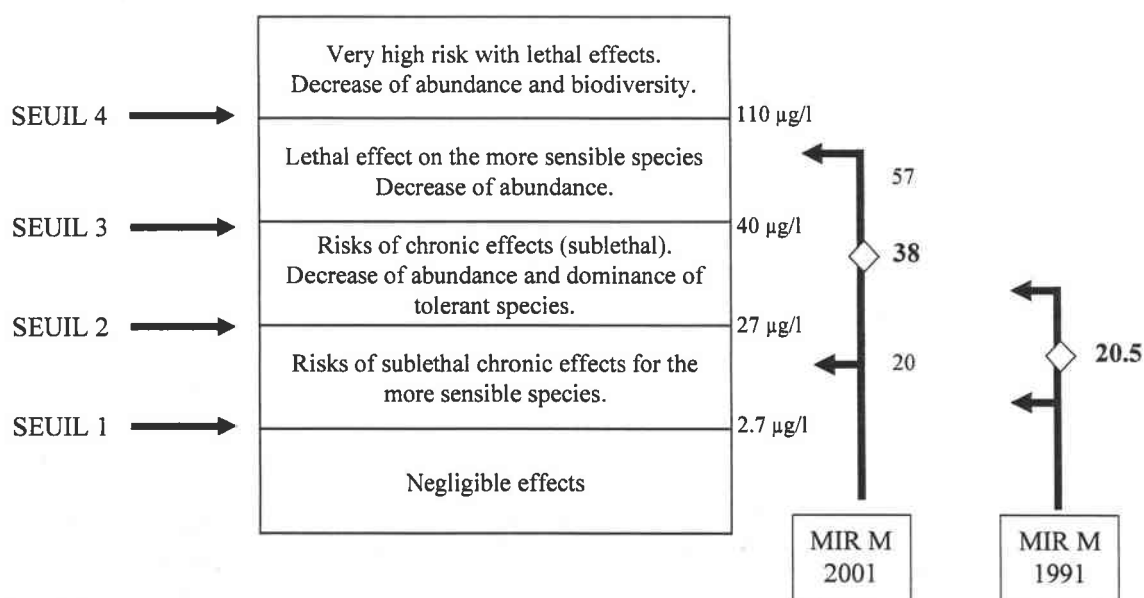 Very high risk with lethal effects.
Decrease of abundance and biodiversity.
SEUIL 4
110 µg/l
Lethal effect on the more sensible species
Decrease of abundance.
57
SEUIL 3
40 µg/l
Risks of chronic effects (sublethal).
Decrease of abundance and dominance of
tolerant species.
38
SEUIL 2
27 µg/l
20.5
Risks of sublethal chronic effects for the
more sensible species.
20
SEUIL 1
2.7 µg/l
Negligible effects
MIR M
2001
MIR M
1991